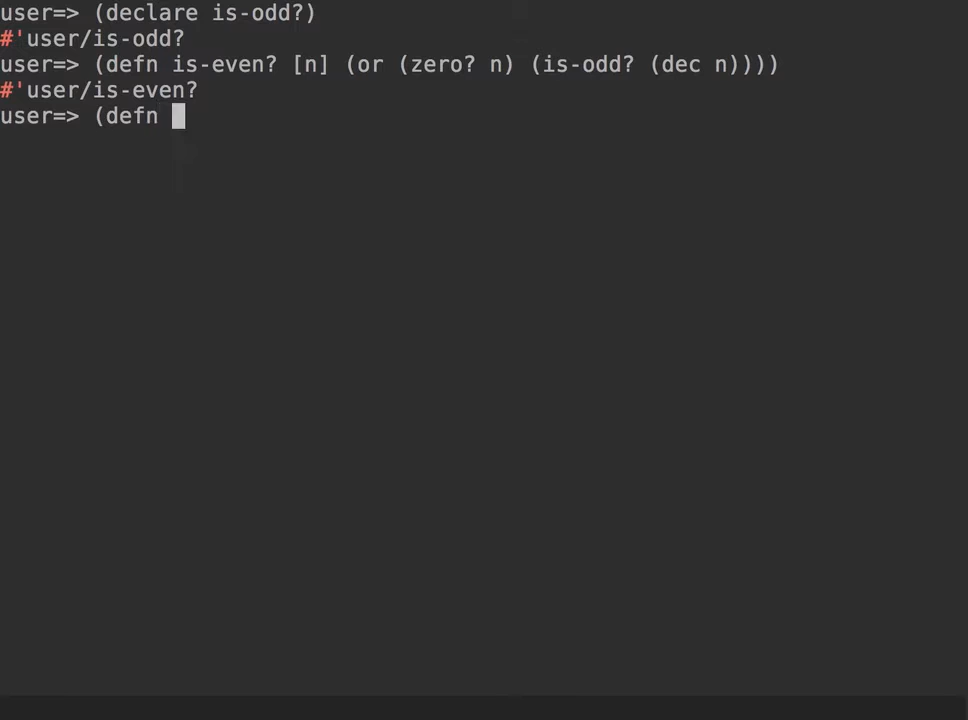 user=> (declare is-odd?)
#'user/is-odd?
user=> (defn is-even? [n] (or (zero? n) (is-odd? (dec n))))
#'user/is-even?
user=> (defn